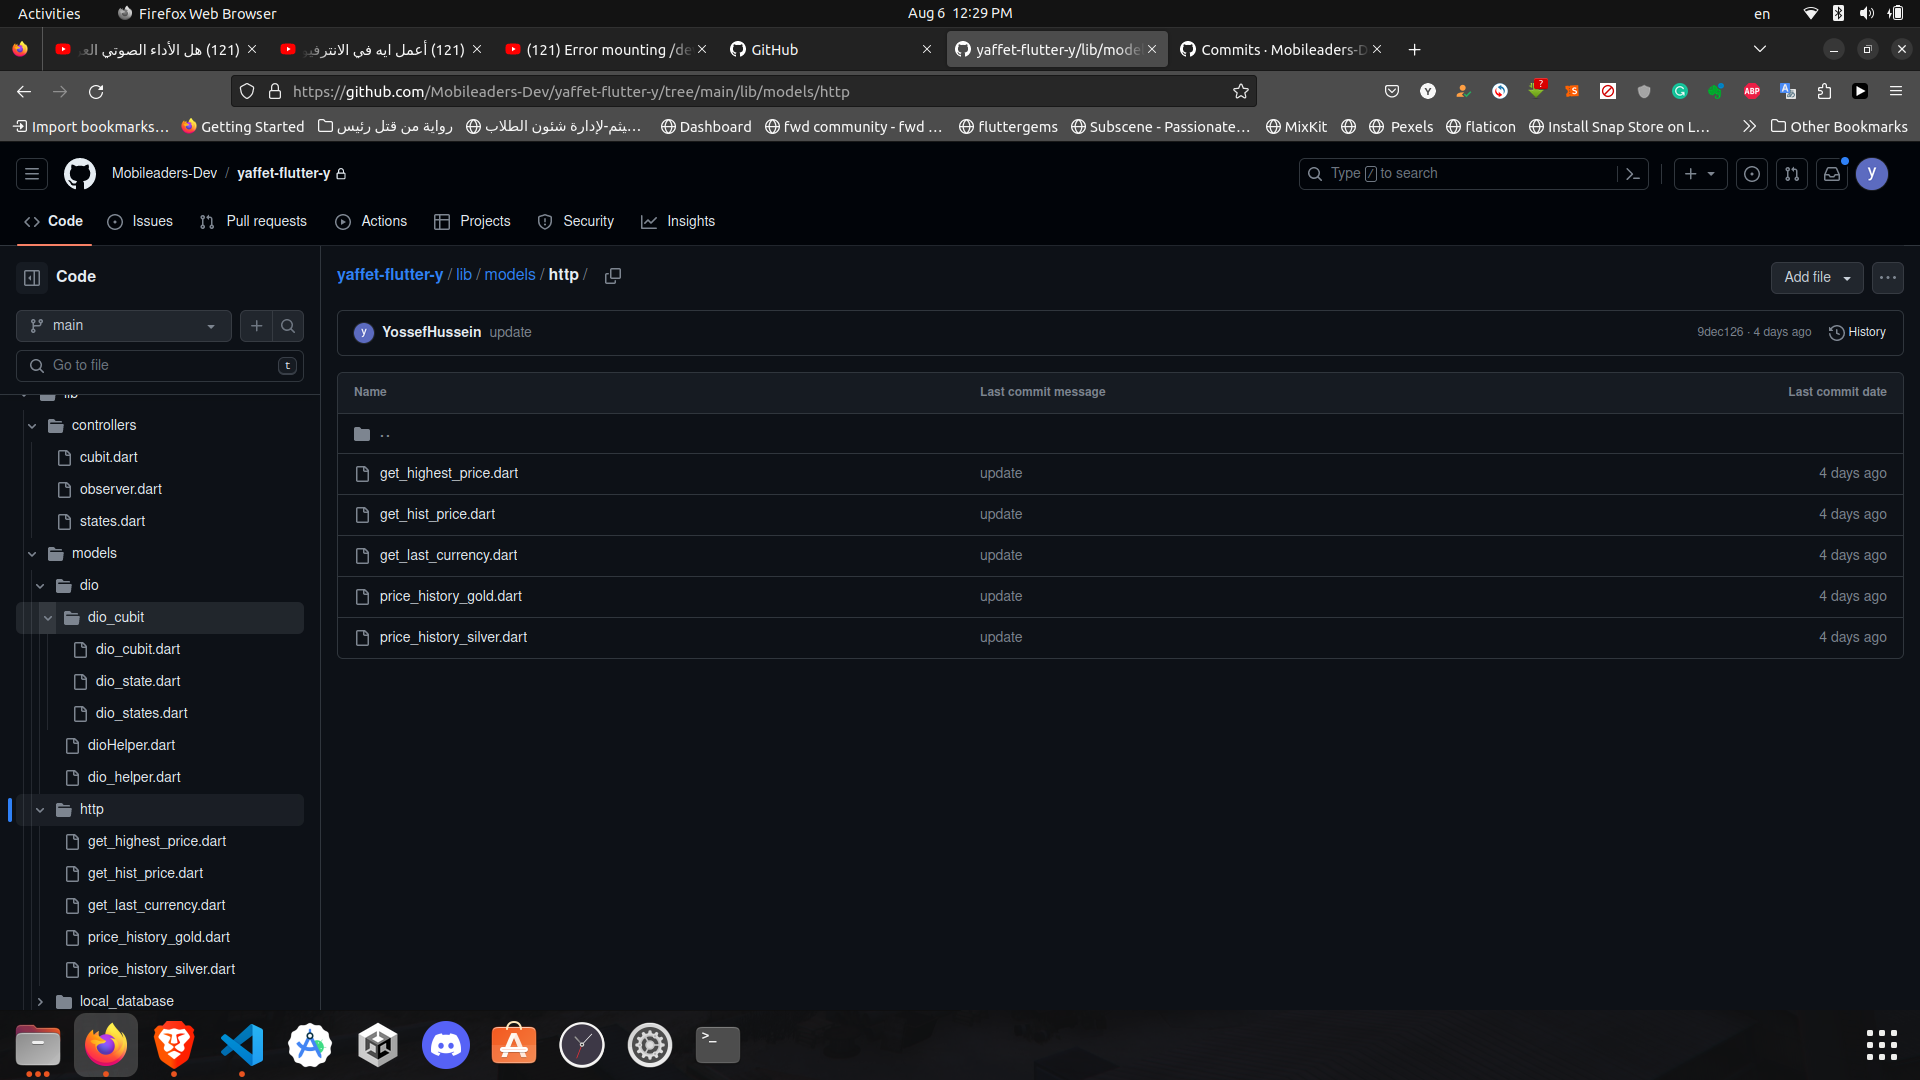 Activities Firefox Web Browser Aug 6 12:29 PM en
(121) هل الأداء الصوتي الع
(121) أعمل ايه في الانترفيو
(121) Error mounting /de
GitHub
yaffet-flutter-y/lib/model
Commits · Mobileaders-D
https://github.com/Mobileaders-Dev/yaffet-flutter-y/tree/main/lib/models/http
Import bookmarks… Getting Started رواية من قتل رئيس ...يثم-لإدارة شئون الطلاب Dashboard fwd community - fwd … fluttergems Subscene - Passionate… MixKit Pexels flaticon Install Snap Store on L… Other Bookmarks
Mobileaders-Dev / yaffet-flutter-y Type / to search y
Code Issues Pull requests Actions Projects Security Insights
Code
main
Go to file t
lib
controllers
cubit.dart
observer.dart
states.dart
models
dio
dio_cubit
dio_cubit.dart
dio_state.dart
dio_states.dart
dioHelper.dart
dio_helper.dart
http
get_highest_price.dart
get_hist_price.dart
get_last_currency.dart
price_history_gold.dart
price_history_silver.dart
local_database
yaffet-flutter-y / lib / models / http / Add file
y YossefHussein update 9dec126 · 4 days ago History
Name Last commit message Last commit date
..
get_highest_price.dart update 4 days ago
get_hist_price.dart update 4 days ago
get_last_currency.dart update 4 days ago
price_history_gold.dart update 4 days ago
price_history_silver.dart update 4 days ago